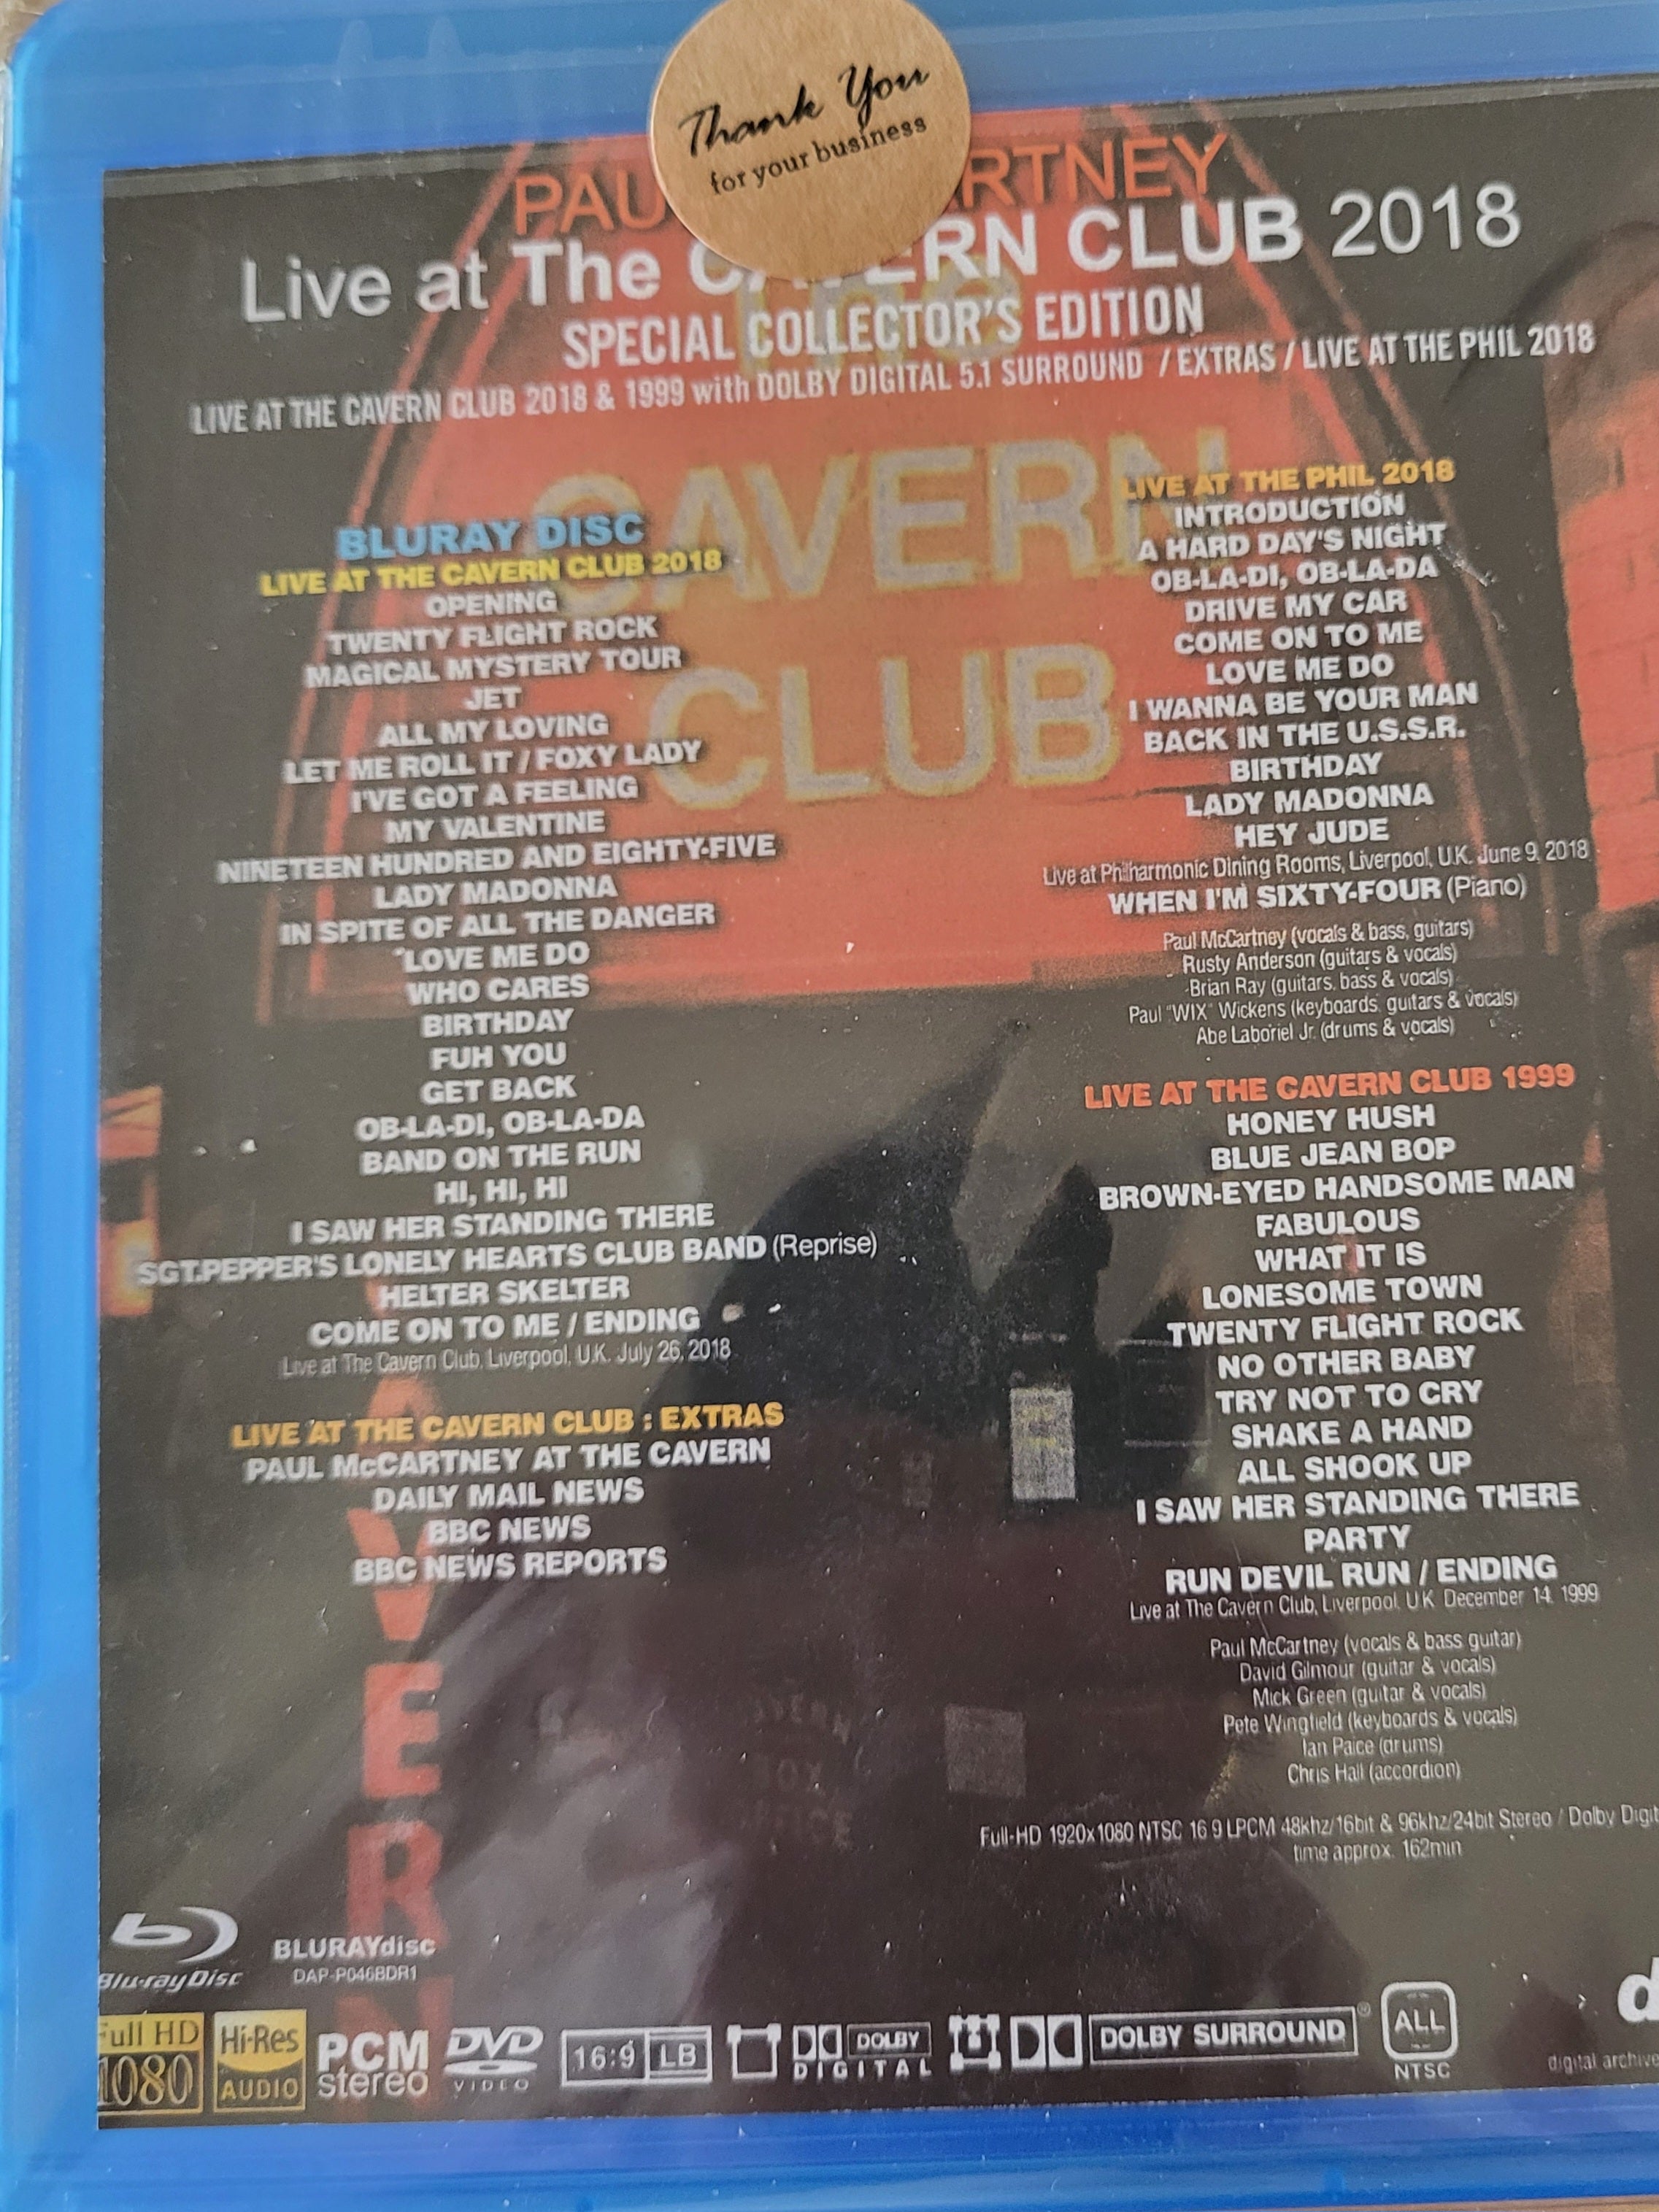 Thank You
for your business
PAU RTNEY
Live at The CAVERN CLUB 2018
SPECIAL COLLECTOR'S EDITION
LIVE AT THE CAVERN CLUB 2018 & 1999 with DOLBY DIGITAL 5.1 SURROUND / EXTRAS / LIVE AT THE PHIL 2018
CAVERN
CLUB
BLURAY DISC
LIVE AT THE CAVERN CLUB 2018
OPENING
TWENTY FLIGHT ROCK
MAGICAL MYSTERY TOUR
JET
ALL MY LOVING
LET ME ROLL IT / FOXY LADY
I'VE GOT A FEELING
MY VALENTINE
NINETEEN HUNDRED AND EIGHTY-FIVE
LADY MADONNA
IN SPITE OF ALL THE DANGER
LOVE ME DO
WHO CARES
BIRTHDAY
FUH YOU
GET BACK
OB-LA-DI, OB-LA-DA
BAND ON THE RUN
HI, HI, HI
I SAW HER STANDING THERE
SGT.PEPPER'S LONELY HEARTS CLUB BAND (Reprise)
HELTER SKELTER
COME ON TO ME / ENDING
Live at The Cavern Club, Liverpool, U.K. July 26, 2018
LIVE AT THE CAVERN CLUB : EXTRAS
PAUL McCARTNEY AT THE CAVERN
DAILY MAIL NEWS
BBC NEWS
BBC NEWS REPORTS
LIVE AT THE PHIL 2018
INTRODUCTION
A HARD DAY'S NIGHT
OB-LA-DI, OB-LA-DA
DRIVE MY CAR
COME ON TO ME
LOVE ME DO
I WANNA BE YOUR MAN
BACK IN THE U.S.S.R.
BIRTHDAY
LADY MADONNA
HEY JUDE
Live at Philharmonic Dining Rooms, Liverpool, U.K. June 9, 2018
WHEN I'M SIXTY-FOUR (Piano)
Paul McCartney (vocals & bass, guitars)
Rusty Anderson (guitars & vocals)
Brian Ray (guitars, bass & vocals)
Paul "WIX" Wickens (keyboards, guitars & vocals)
Abe Laboriel Jr. (drums & vocals)
LIVE AT THE CAVERN CLUB 1999
HONEY HUSH
BLUE JEAN BOP
BROWN-EYED HANDSOME MAN
FABULOUS
WHAT IT IS
LONESOME TOWN
TWENTY FLIGHT ROCK
NO OTHER BABY
TRY NOT TO CRY
SHAKE A HAND
ALL SHOOK UP
I SAW HER STANDING THERE
PARTY
RUN DEVIL RUN / ENDING
Live at The Cavern Club, Liverpool, U.K. December 14, 1999
Paul McCartney (vocals & bass guitar)
David Gilmour (guitar & vocals)
Mick Green (guitar & vocals)
Pete Wingfield (keyboards & vocals)
Ian Paice (drums)
Chris Hall (accordion)
Full-HD 1920x1080 NTSC 16:9 LPCM 48khz/16bit & 96khz/24bit Stereo / Dolby Digit
time approx. 162min
Blu-ray Disc
BLURAYdisc
DAP-P046BDR1
Full HD
1080
Hi-Res
AUDIO
PCM
stereo
DVD
VIDEO
16:9 LB
DOLBY
DIGITAL
DOLBY SURROUND
ALL
NTSC
d
digital archive